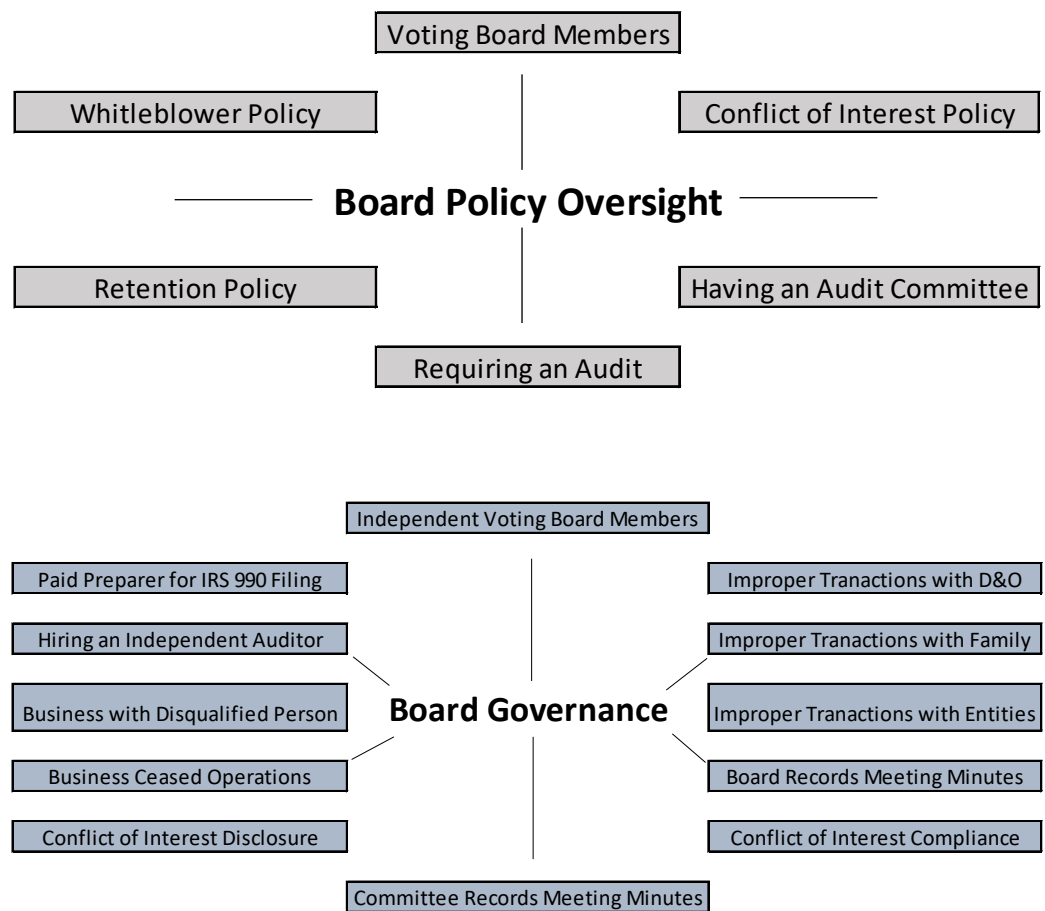 Voting Board Members
Whitleblower Policy
Conflict of Interest Policy
Board Policy Oversight
Retention Policy
Having an Audit Committee
Requiring an Audit
Independent Voting Board Members
Paid Preparer for IRS 990 Filing
Improper Tranactions with D&O
Hiring an Independent Auditor
Improper Tranactions with Family
Business with Disqualified Person
Board Governance
Improper Tranactions with Entities
Business Ceased Operations
Board Records Meeting Minutes
Conflict of Interest Disclosure
Conflict of Interest Compliance
Committee Records Meeting Minutes